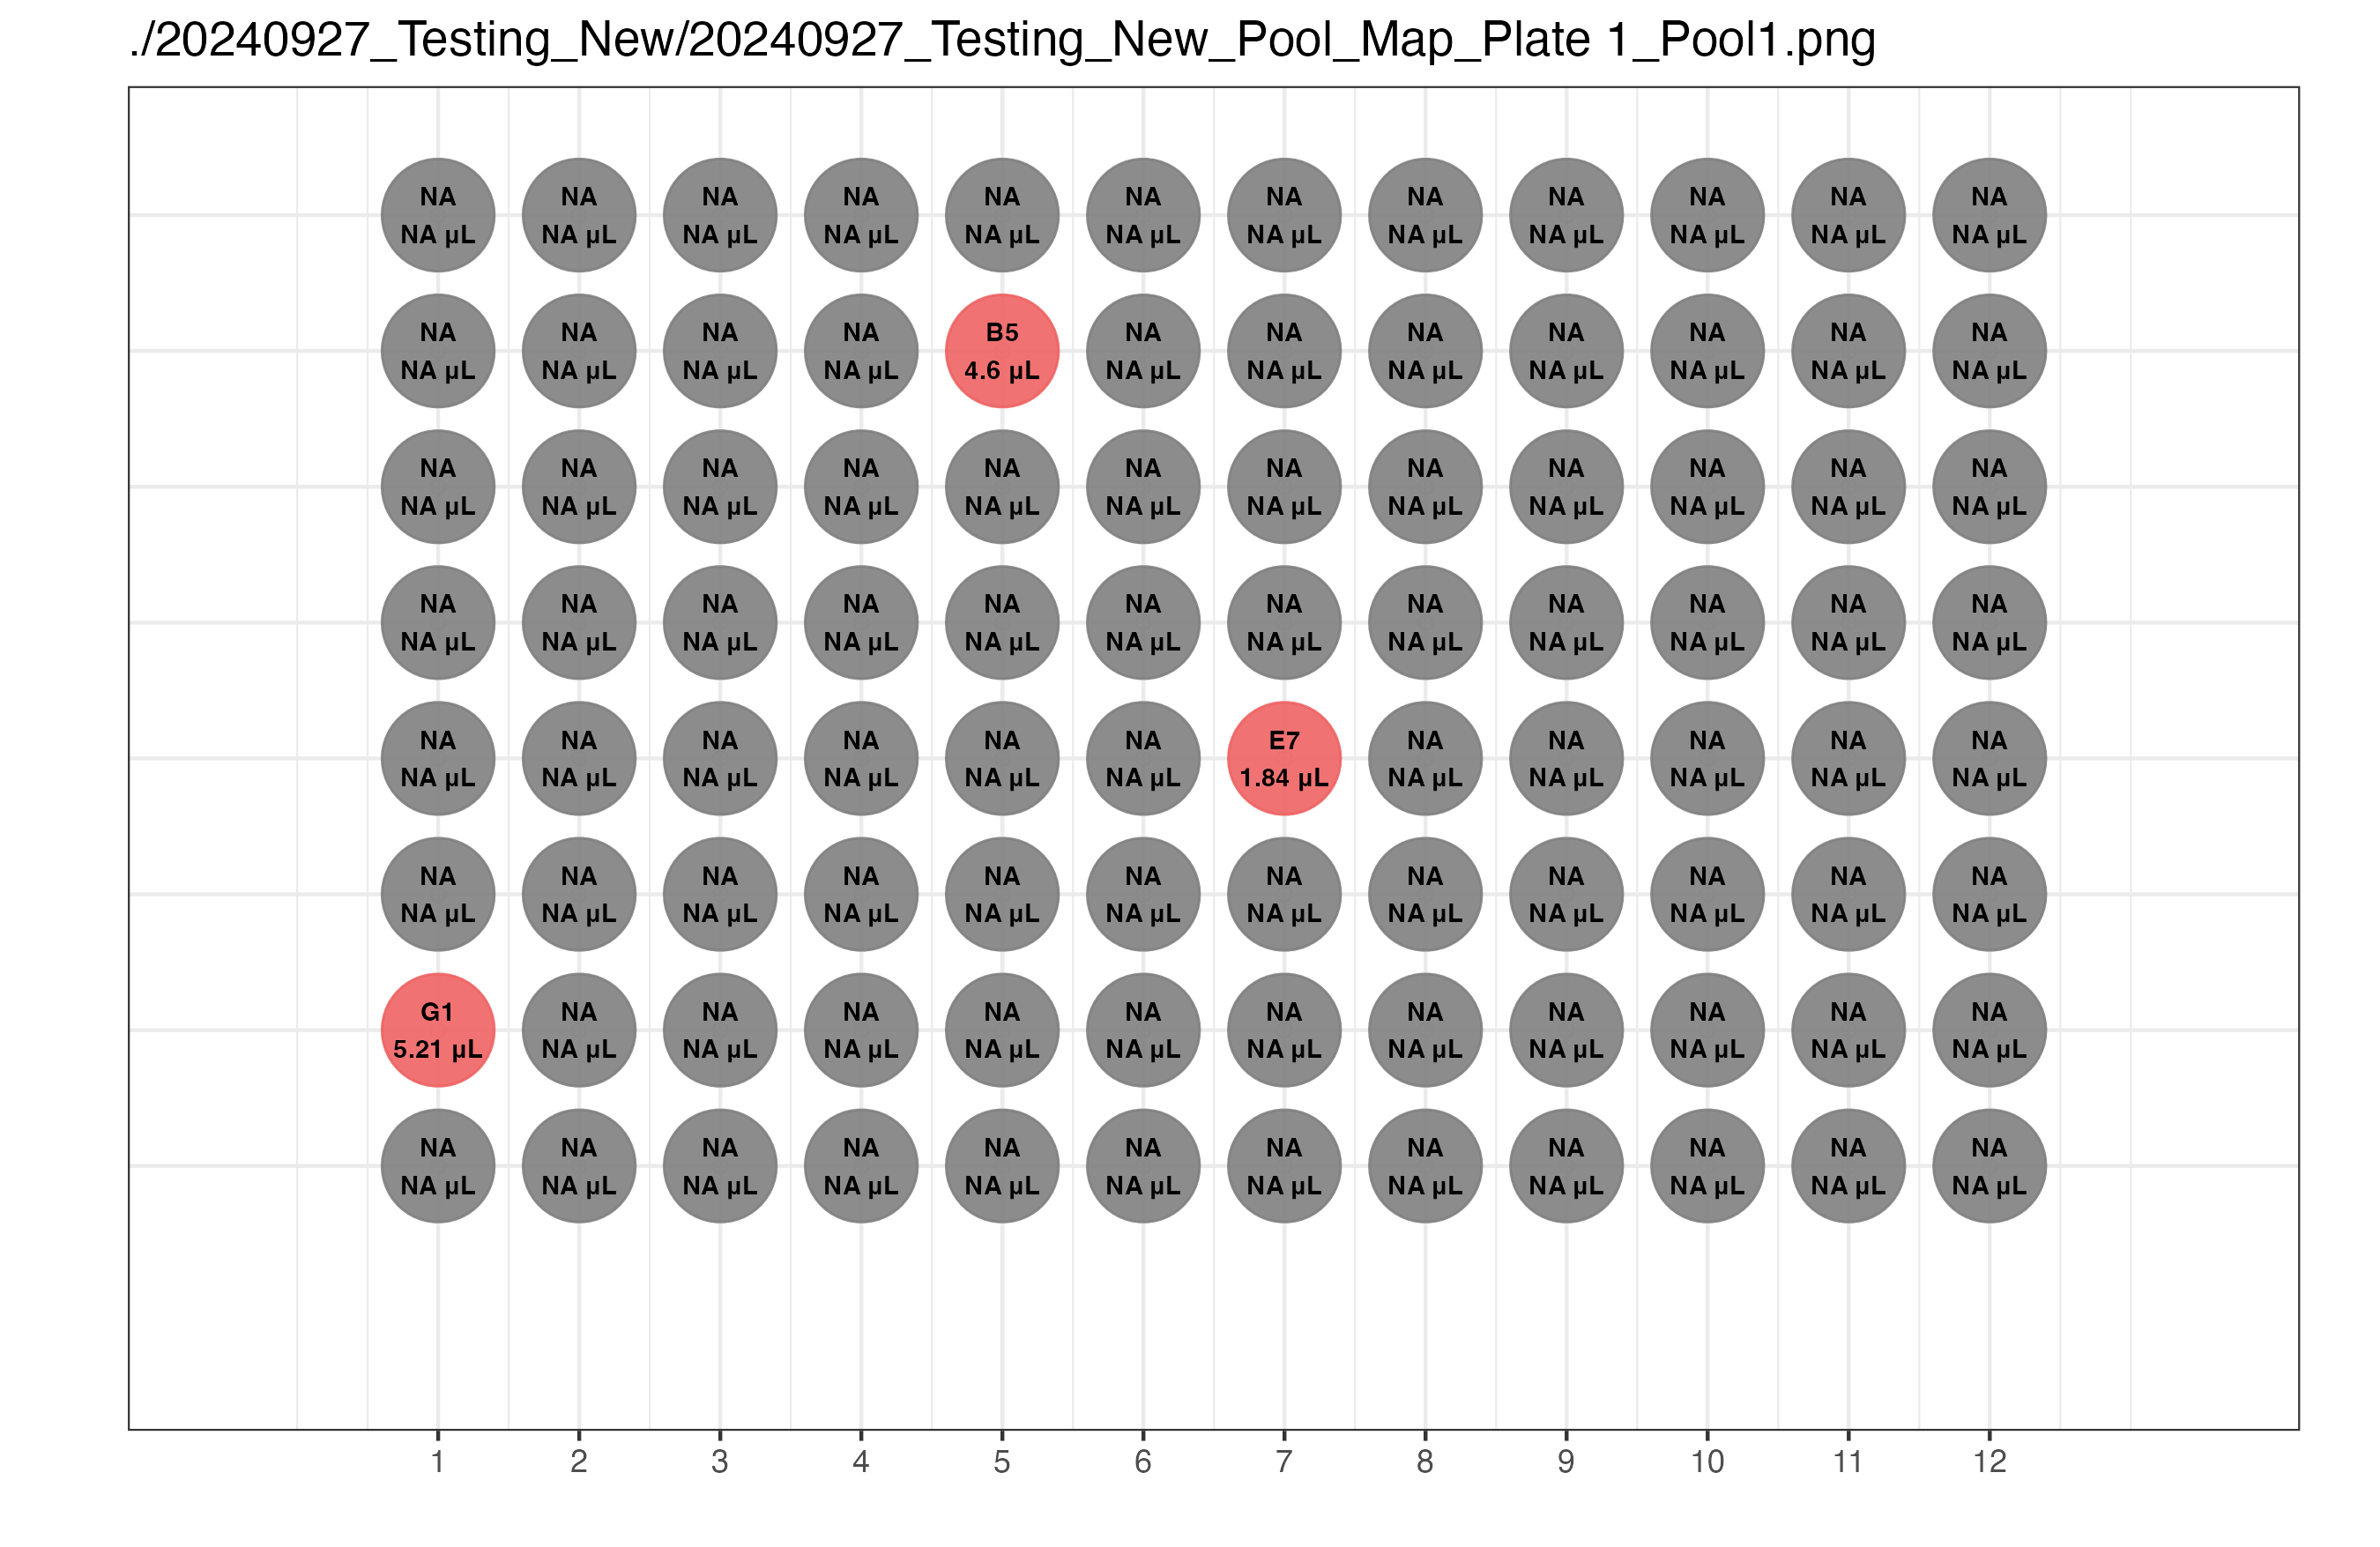 ./20240927_Testing_New/20240927_Testing_New_Pool_Map_Plate 1_Pool1.png
NA NA NA NA NA NA NA NA NA NA NA NA
NA µL NA µL NA µL NA µL NA µL NA µL NA µL NA µL NA µL NA µL NA µL NA µL
NA NA NA NA B5 NA NA NA NA NA NA NA
NA µL NA µL NA µL NA µL 4.6 µL NA µL NA µL NA µL NA µL NA µL NA µL NA µL
NA NA NA NA NA NA NA NA NA NA NA NA
NA µL NA µL NA µL NA µL NA µL NA µL NA µL NA µL NA µL NA µL NA µL NA µL
NA NA NA NA NA NA NA NA NA NA NA NA
NA µL NA µL NA µL NA µL NA µL NA µL NA µL NA µL NA µL NA µL NA µL NA µL
NA NA NA NA NA NA E7 NA NA NA NA NA
NA µL NA µL NA µL NA µL NA µL NA µL 1.84 µL NA µL NA µL NA µL NA µL NA µL
NA NA NA NA NA NA NA NA NA NA NA NA
NA µL NA µL NA µL NA µL NA µL NA µL NA µL NA µL NA µL NA µL NA µL NA µL
G1 NA NA NA NA NA NA NA NA NA NA NA
5.21 µL NA µL NA µL NA µL NA µL NA µL NA µL NA µL NA µL NA µL NA µL NA µL
NA NA NA NA NA NA NA NA NA NA NA NA
NA µL NA µL NA µL NA µL NA µL NA µL NA µL NA µL NA µL NA µL NA µL NA µL
1 2 3 4 5 6 7 8 9 10 11 12